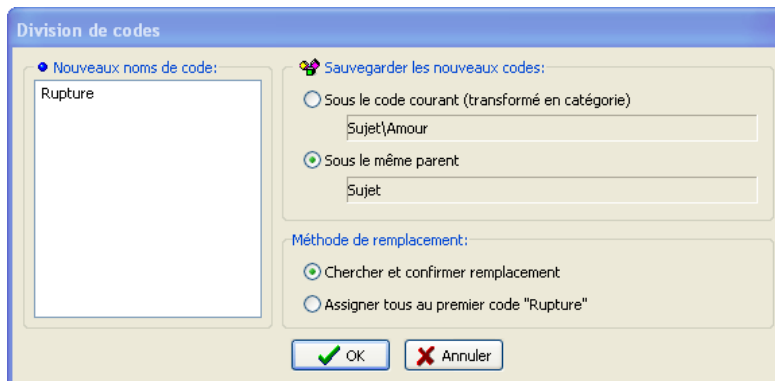 Division de codes
Nouveaux noms de code:
Rupture
Sauvegarder les nouveaux codes:
Sous le code courant (transformé en catégorie)
Sujet\Amour
Sous le même parent
Sujet
Méthode de remplacement:
Chercher et confirmer remplacement
Assigner tous au premier code "Rupture"
OK
Annuler